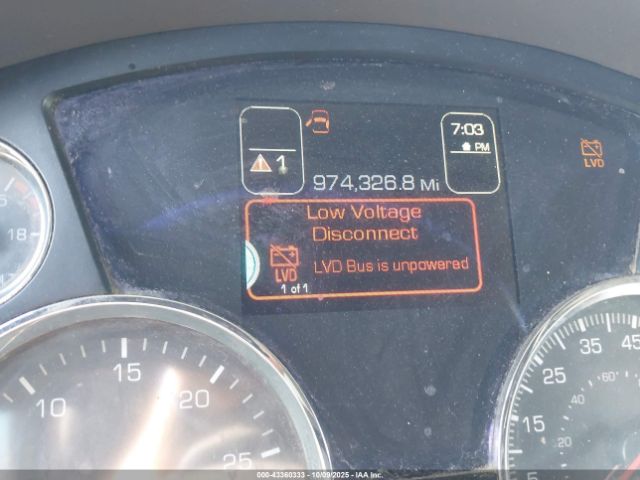 7:03
PM
1
974,326.8 Mi
LVD
Low Voltage
Disconnect
LVD
LVD Bus is unpowered
1 of 1
18
10
15
20
25
5
15
25
35
45
20
40
60
000-43360333 - 10/09/2025 - IAA Inc.